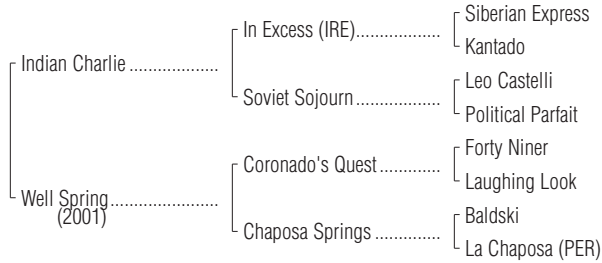 Siberian Express
In Excess (IRE)...................
Kantado
Indian Charlie ....................
Leo Castelli
Soviet Sojourn...................
Political Parfait
Forty Niner
Coronado's Quest..............
Laughing Look
Well Spring........................
(2001)
Baldski
Chaposa Springs ...............
La Chaposa (PER)